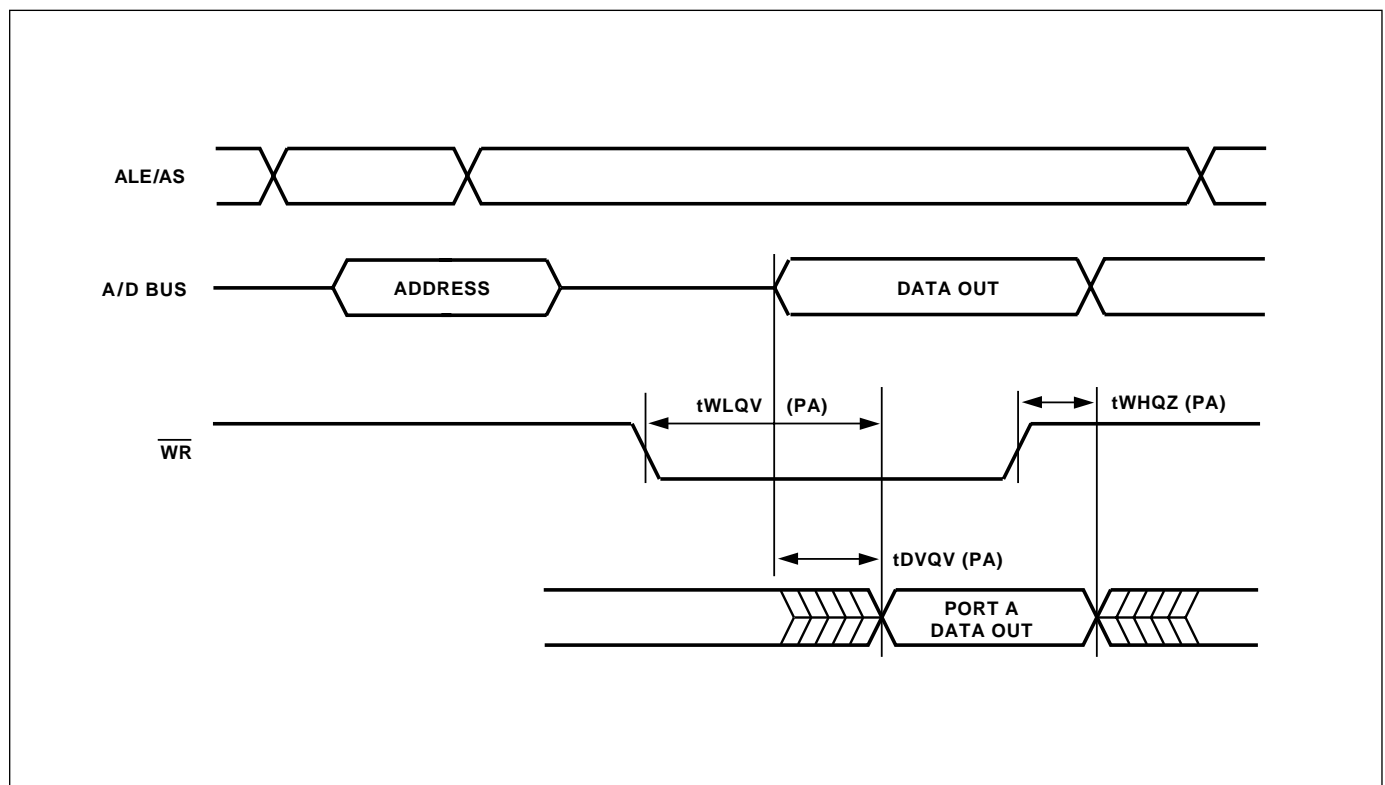 ALE/AS
A/D BUS
ADDRESS
DATA OUT
tWLQV (PA)
tWHQZ (PA)
WR
tDVQV (PA)
PORT A
DATA OUT